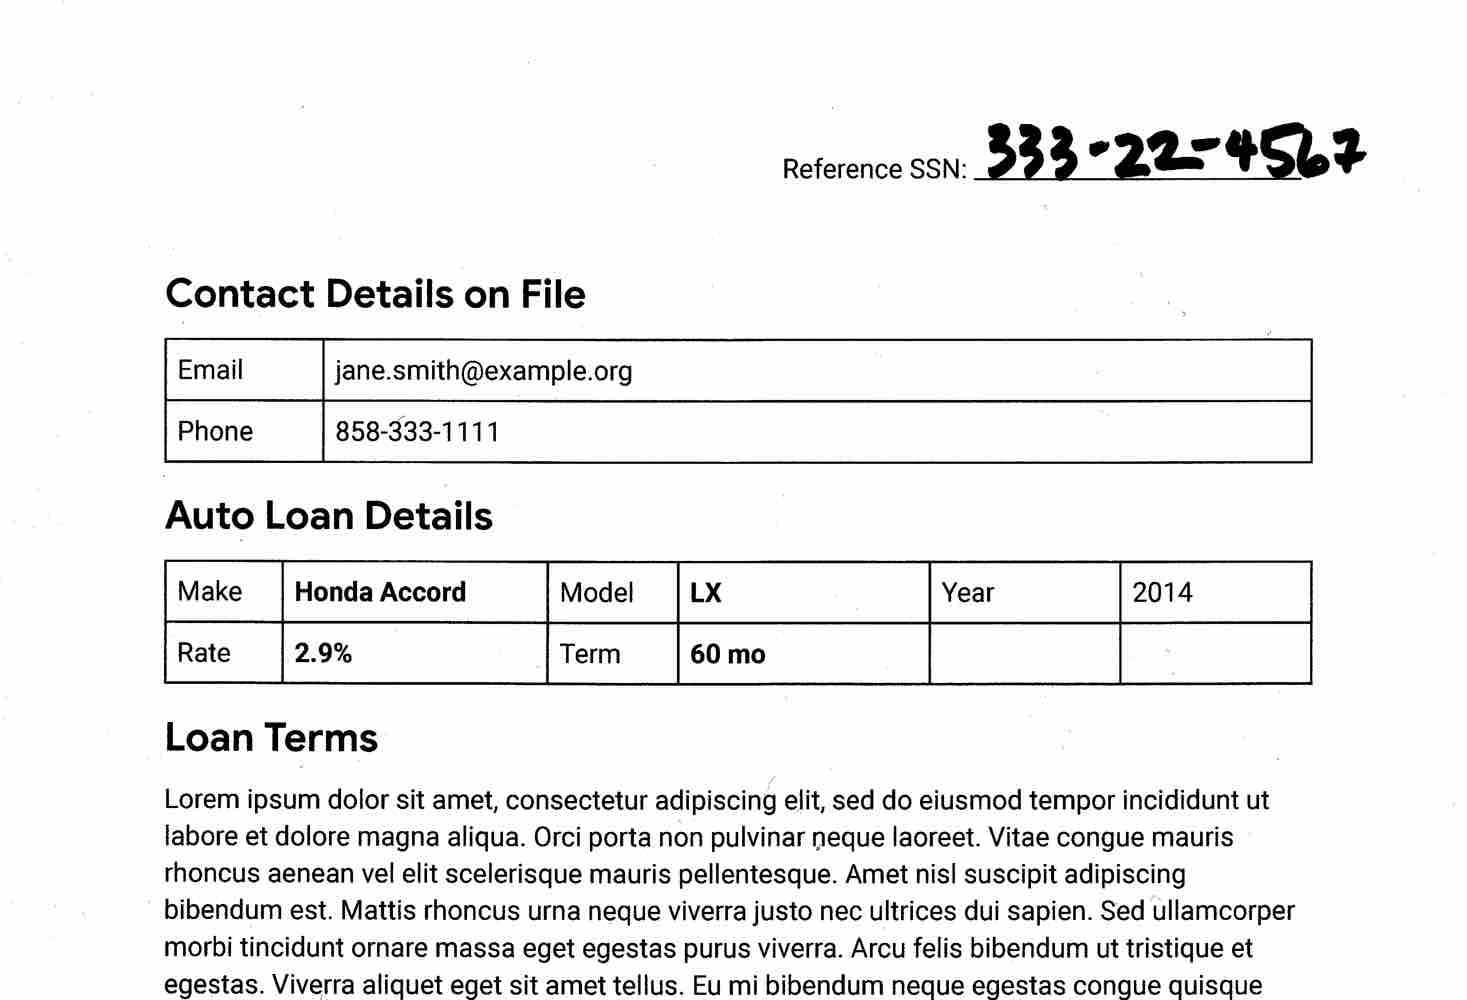 Reference SSN: 333-22-4567
Contact Details on File
Email jane.smith@example.org
Phone 858-333-1111
Auto Loan Details
Make Honda Accord Model LX Year 2014
Rate 2.9% Term 60 mo
Loan Terms
Lorem ipsum dolor sit amet, consectetur adipiscing elit, sed do eiusmod tempor incididunt ut
labore et dolore magna aliqua. Orci porta non pulvinar neque laoreet. Vitae congue mauris
rhoncus aenean vel elit scelerisque mauris pellentesque. Amet nisl suscipit adipiscing
bibendum est. Mattis rhoncus urna neque viverra justo nec ultrices dui sapien. Sed ullamcorper
morbi tincidunt ornare massa eget egestas purus viverra. Arcu felis bibendum ut tristique et
egestas. Viverra aliquet eget sit amet tellus. Eu mi bibendum neque egestas congue quisque